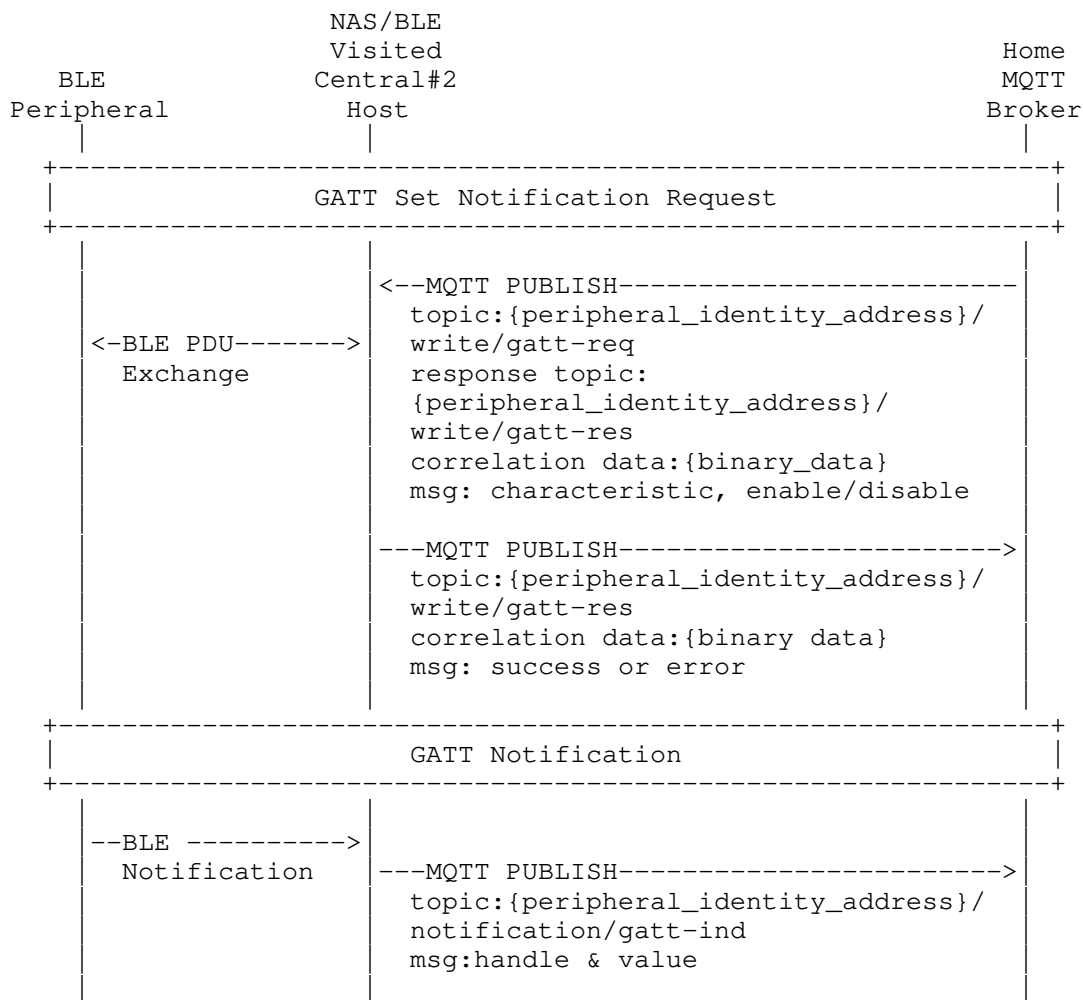 NAS/BLE
Visited Home
BLE Central#2 MQTT
Peripheral Host Broker
GATT Set Notification Request
<--MQTT PUBLISH-------------------------
topic:{peripheral_identity_address}/
<-BLE PDU-------> write/gatt-req
Exchange response topic:
{peripheral_identity_address}/
write/gatt-res
correlation data:{binary_data}
msg: characteristic, enable/disable
---MQTT PUBLISH------------------------>
topic:{peripheral_identity_address}/
write/gatt-res
correlation data:{binary data}
msg: success or error
GATT Notification
--BLE ---------->
Notification ---MQTT PUBLISH------------------------>
topic:{peripheral_identity_address}/
notification/gatt-ind
msg:handle & value